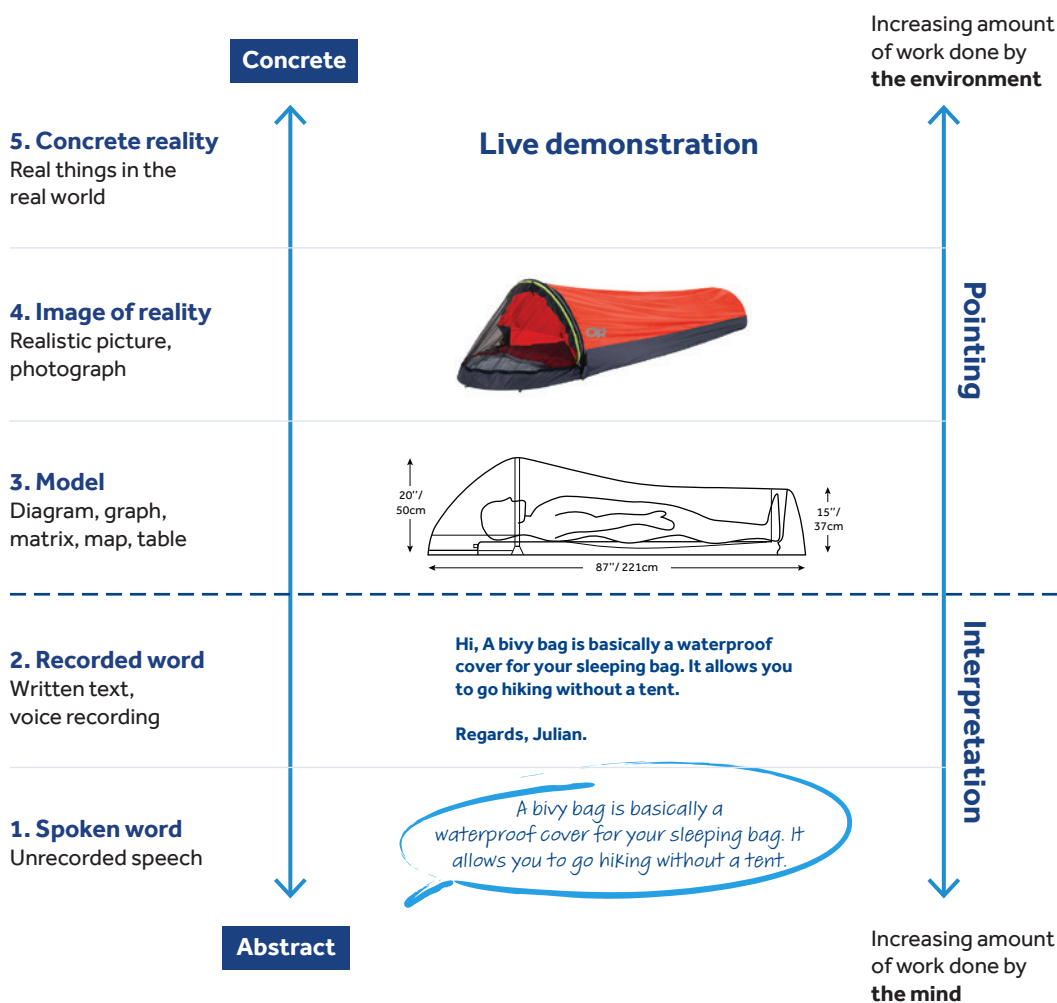 Concrete
Increasing amount
of work done by
the environment
5. Concrete reality
Real things in the
real world
Live demonstration
4. Image of reality
Realistic picture,
photograph
OR
Pointing
3. Model
Diagram, graph,
matrix, map, table
20"/
50cm
15"/
37cm
87"/ 221cm
2. Recorded word
Written text,
voice recording
Hi, A bivy bag is basically a waterproof
cover for your sleeping bag. It allows you
to go hiking without a tent.
Regards, Julian.
Interpretation
1. Spoken word
Unrecorded speech
A bivy bag is basically a
waterproof cover for your sleeping bag. It
allows you to go hiking without a tent.
Abstract
Increasing amount
of work done by
the mind